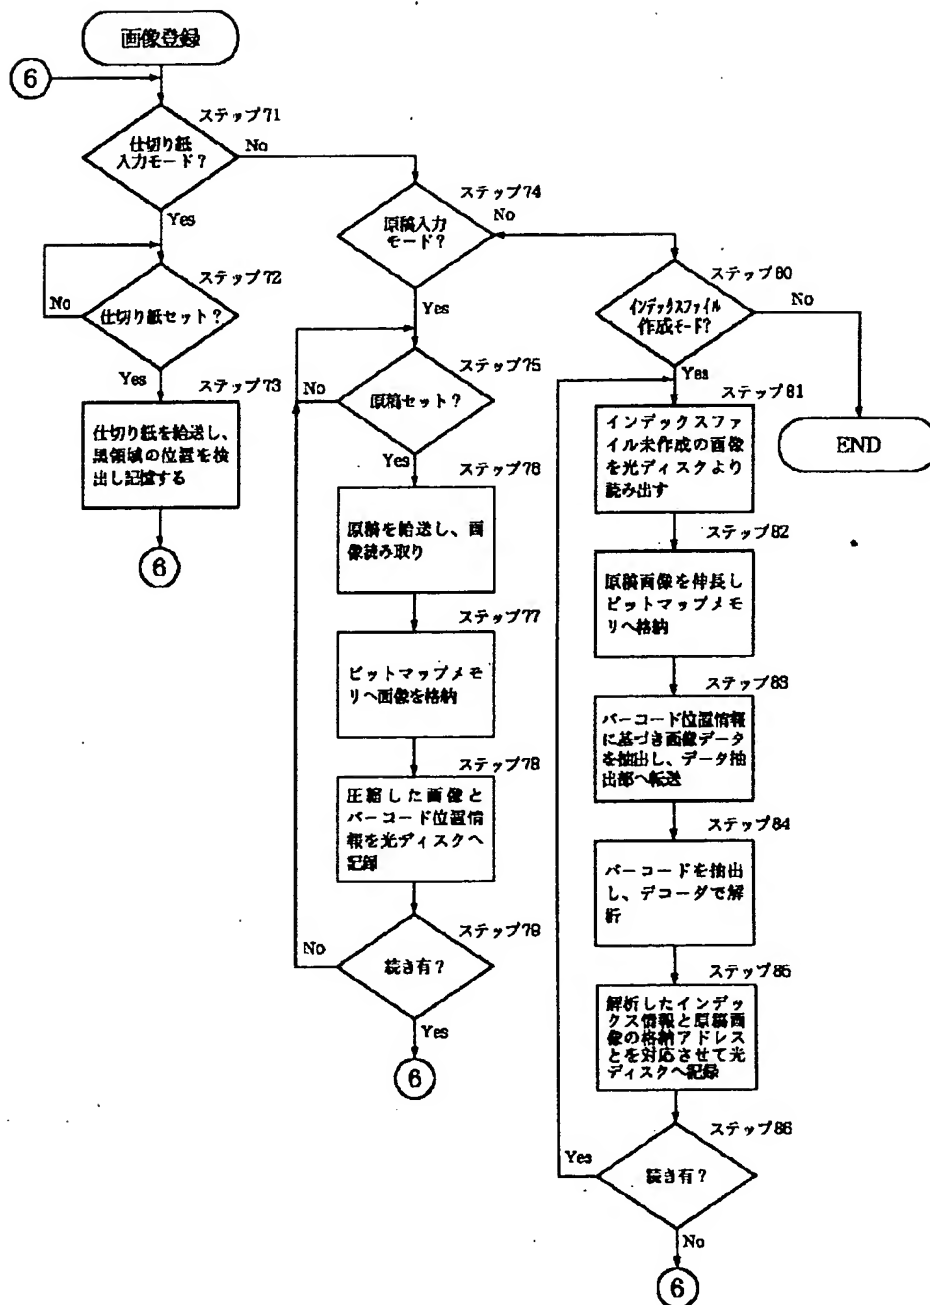 画像登録
6
ステップ71
仕切り紙
入力モード?
No
Yes
ステップ72
仕切り紙セット?
No
Yes
ステップ73
仕切り紙を給送し、
黒領域の位置を検
出し記憶する
6
ステップ74
原稿入力
モード?
No
Yes
ステップ75
原稿セット?
No
Yes
ステップ76
原稿を給送し、画
像読み取り
ステップ77
ビットマップメモ
リへ画像を格納
ステップ78
圧縮した画像と
バーコード位置情
報を光ディスクへ
記録
ステップ79
続き有?
No
Yes
6
ステップ80
インデックスファイル
作成モード?
No
Yes
END
ステップ81
インデックスファ
イル未作成の画像
を光ディスクより
読み出す
ステップ82
原稿画像を伸長し
ビットマップメモ
リへ格納
ステップ83
バーコード位置情報
に基づき画像データ
を抽出し、データ抽
出部へ転送
ステップ84
バーコードを抽出
し、デコーダで解
析
ステップ85
解析したインデッ
クス情報と原稿画
像の格納アドレス
とを対応させて光
ディスクへ記録
ステップ86
続き有?
Yes
No
6